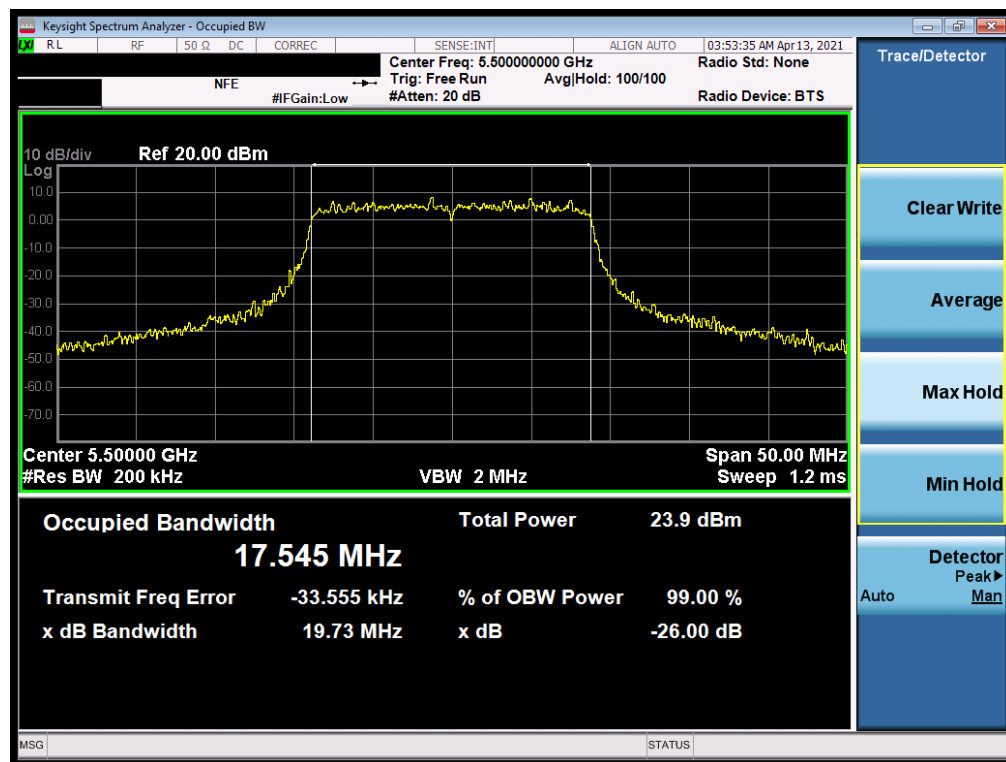 Keysight Spectrum Analyzer - Occupied BW
LXI RL RF 50 Ω DC CORREC SENSE:INT ALIGN AUTO 03:53:35 AM Apr 13, 2021
Center Freq: 5.500000000 GHz Radio Std: None
NFE Trig: Free Run Avg|Hold: 100/100
#IFGain:Low #Atten: 20 dB Radio Device: BTS
10 dB/div Ref 20.00 dBm
Log
10.0
0.00
-10.0
-20.0
-30.0
-40.0
-50.0
-60.0
-70.0
Center 5.50000 GHz Span 50.00 MHz
#Res BW 200 kHz VBW 2 MHz Sweep 1.2 ms
Occupied Bandwidth Total Power 23.9 dBm
17.545 MHz
Transmit Freq Error -33.555 kHz % of OBW Power 99.00 %
x dB Bandwidth 19.73 MHz x dB -26.00 dB
MSG STATUS
Trace/Detector
Clear Write
Average
Max Hold
Min Hold
Detector
Peak▶
Auto Man